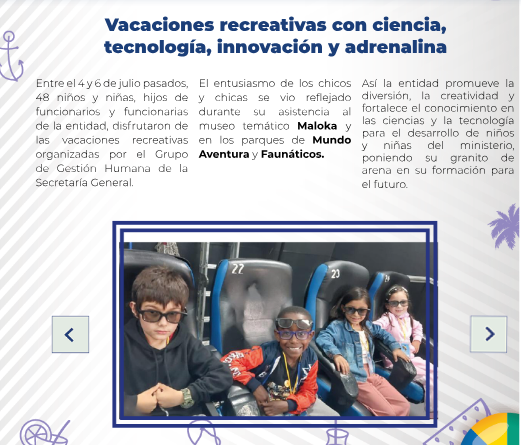 Vacaciones recreativas con ciencia,
tecnología, innovación y adrenalina
Entre el 4 y 6 de julio pasados,
48 niños y niñas, hijos de
funcionarios y funcionarias
de la entidad, disfrutaron de
las vacaciones recreativas
organizadas por el Grupo
de Gestión Humana de la
Secretaría General.
El entusiasmo de los chicos
y chicas se vio reflejado
durante su asistencia al
museo temático Maloka y
en los parques de Mundo
Aventura y Faunáticos.
Así la entidad promueve la
diversión, la creatividad y
fortalece el conocimiento en
las ciencias y la tecnología
para el desarrollo de niños
y niñas del ministerio,
poniendo su granito de
arena en su formación para
el futuro.
22
23